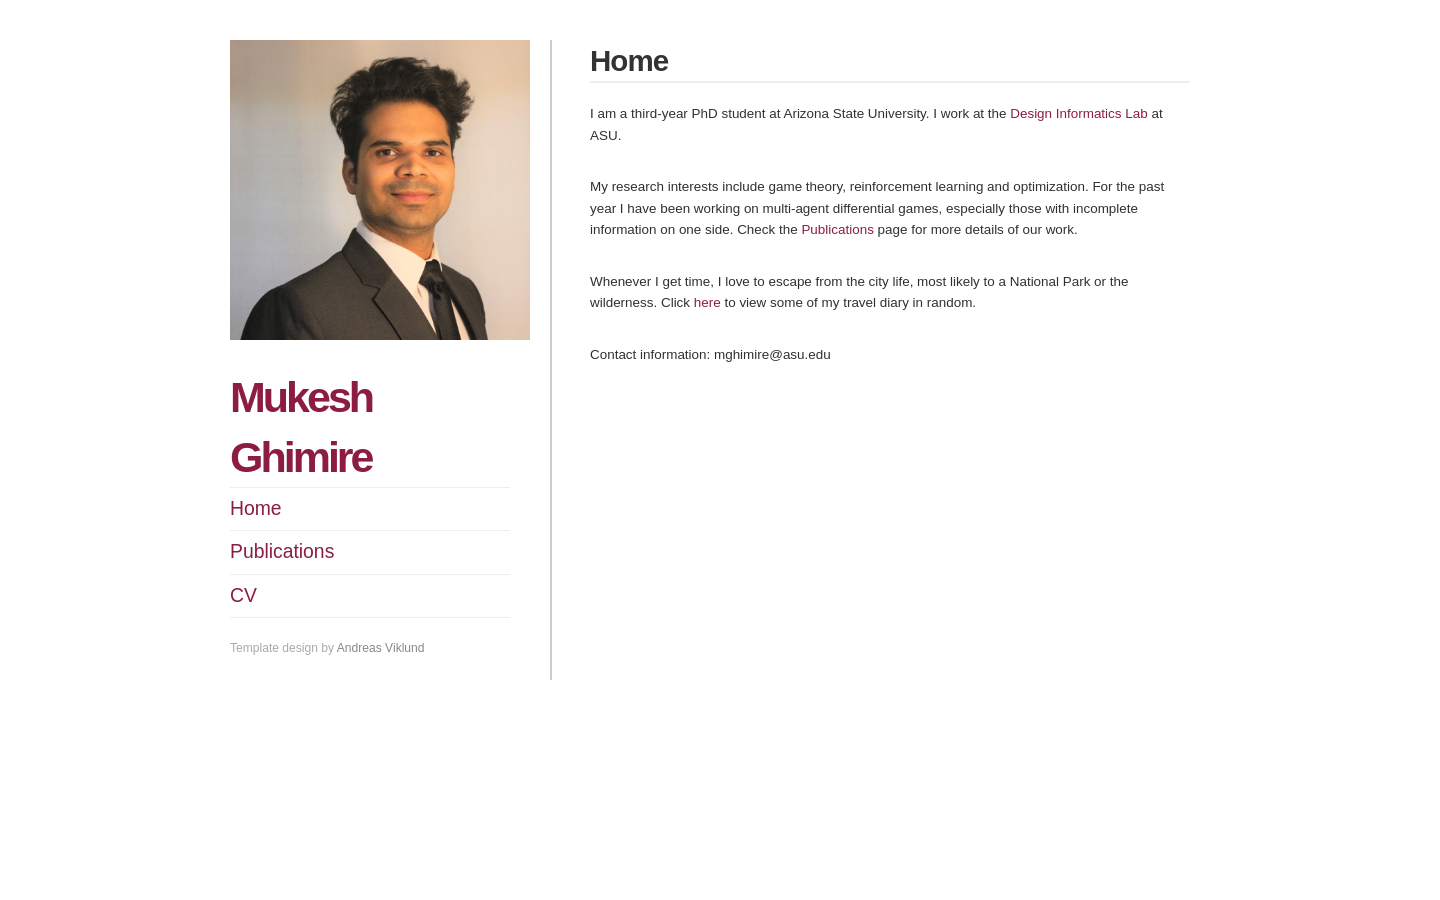 Mukesh
Ghimire
Home
Publications
CV
Template design by Andreas Viklund
Home
I am a third-year PhD student at Arizona State University. I work at the Design Informatics Lab at
ASU.
My research interests include game theory, reinforcement learning and optimization. For the past
year I have been working on multi-agent differential games, especially those with incomplete
information on one side. Check the Publications page for more details of our work.
Whenever I get time, I love to escape from the city life, most likely to a National Park or the
wilderness. Click here to view some of my travel diary in random.
Contact information: mghimire@asu.edu